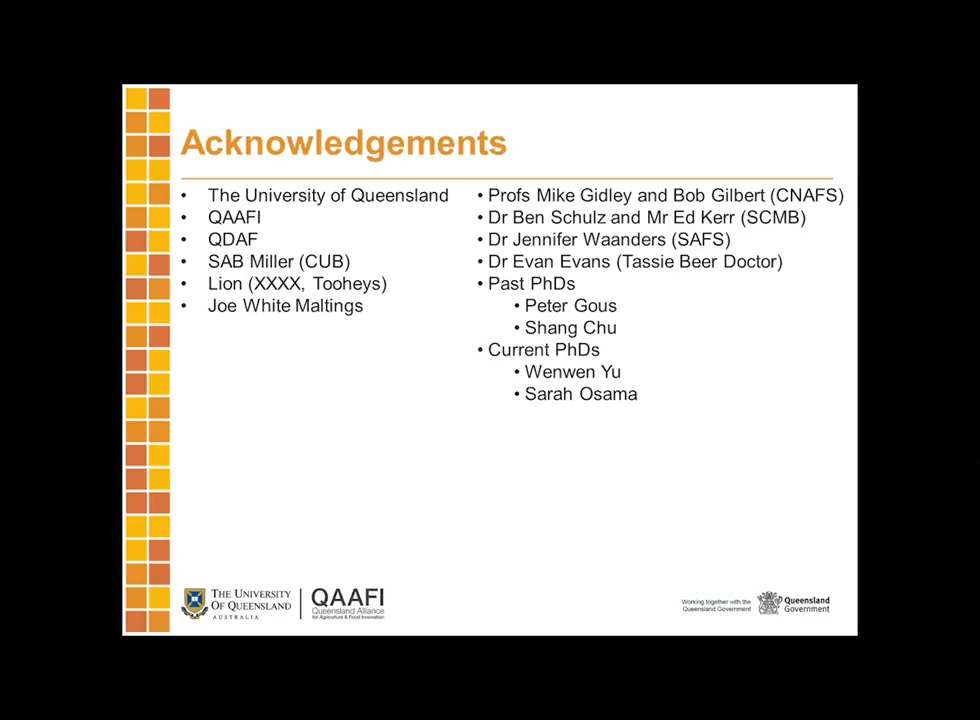 Acknowledgements
• The University of Queensland
• QAAFI
• QDAF
• SAB Miller (CUB)
• Lion (XXXX, Tooheys)
• Joe White Maltings
• Profs Mike Gidley and Bob Gilbert (CNAFS)
• Dr Ben Schulz and Mr Ed Kerr (SCMB)
• Dr Jennifer Waanders (SAFS)
• Dr Evan Evans (Tassie Beer Doctor)
• Past PhDs
• Peter Gous
• Shang Chu
• Current PhDs
• Wenwen Yu
• Sarah Osama
THE UNIVERSITY
OF QUEENSLAND
AUSTRALIA
QAAFI
Queensland Alliance
for Agriculture & Food Innovation
Working together with the
Queensland Government
Queensland
Government